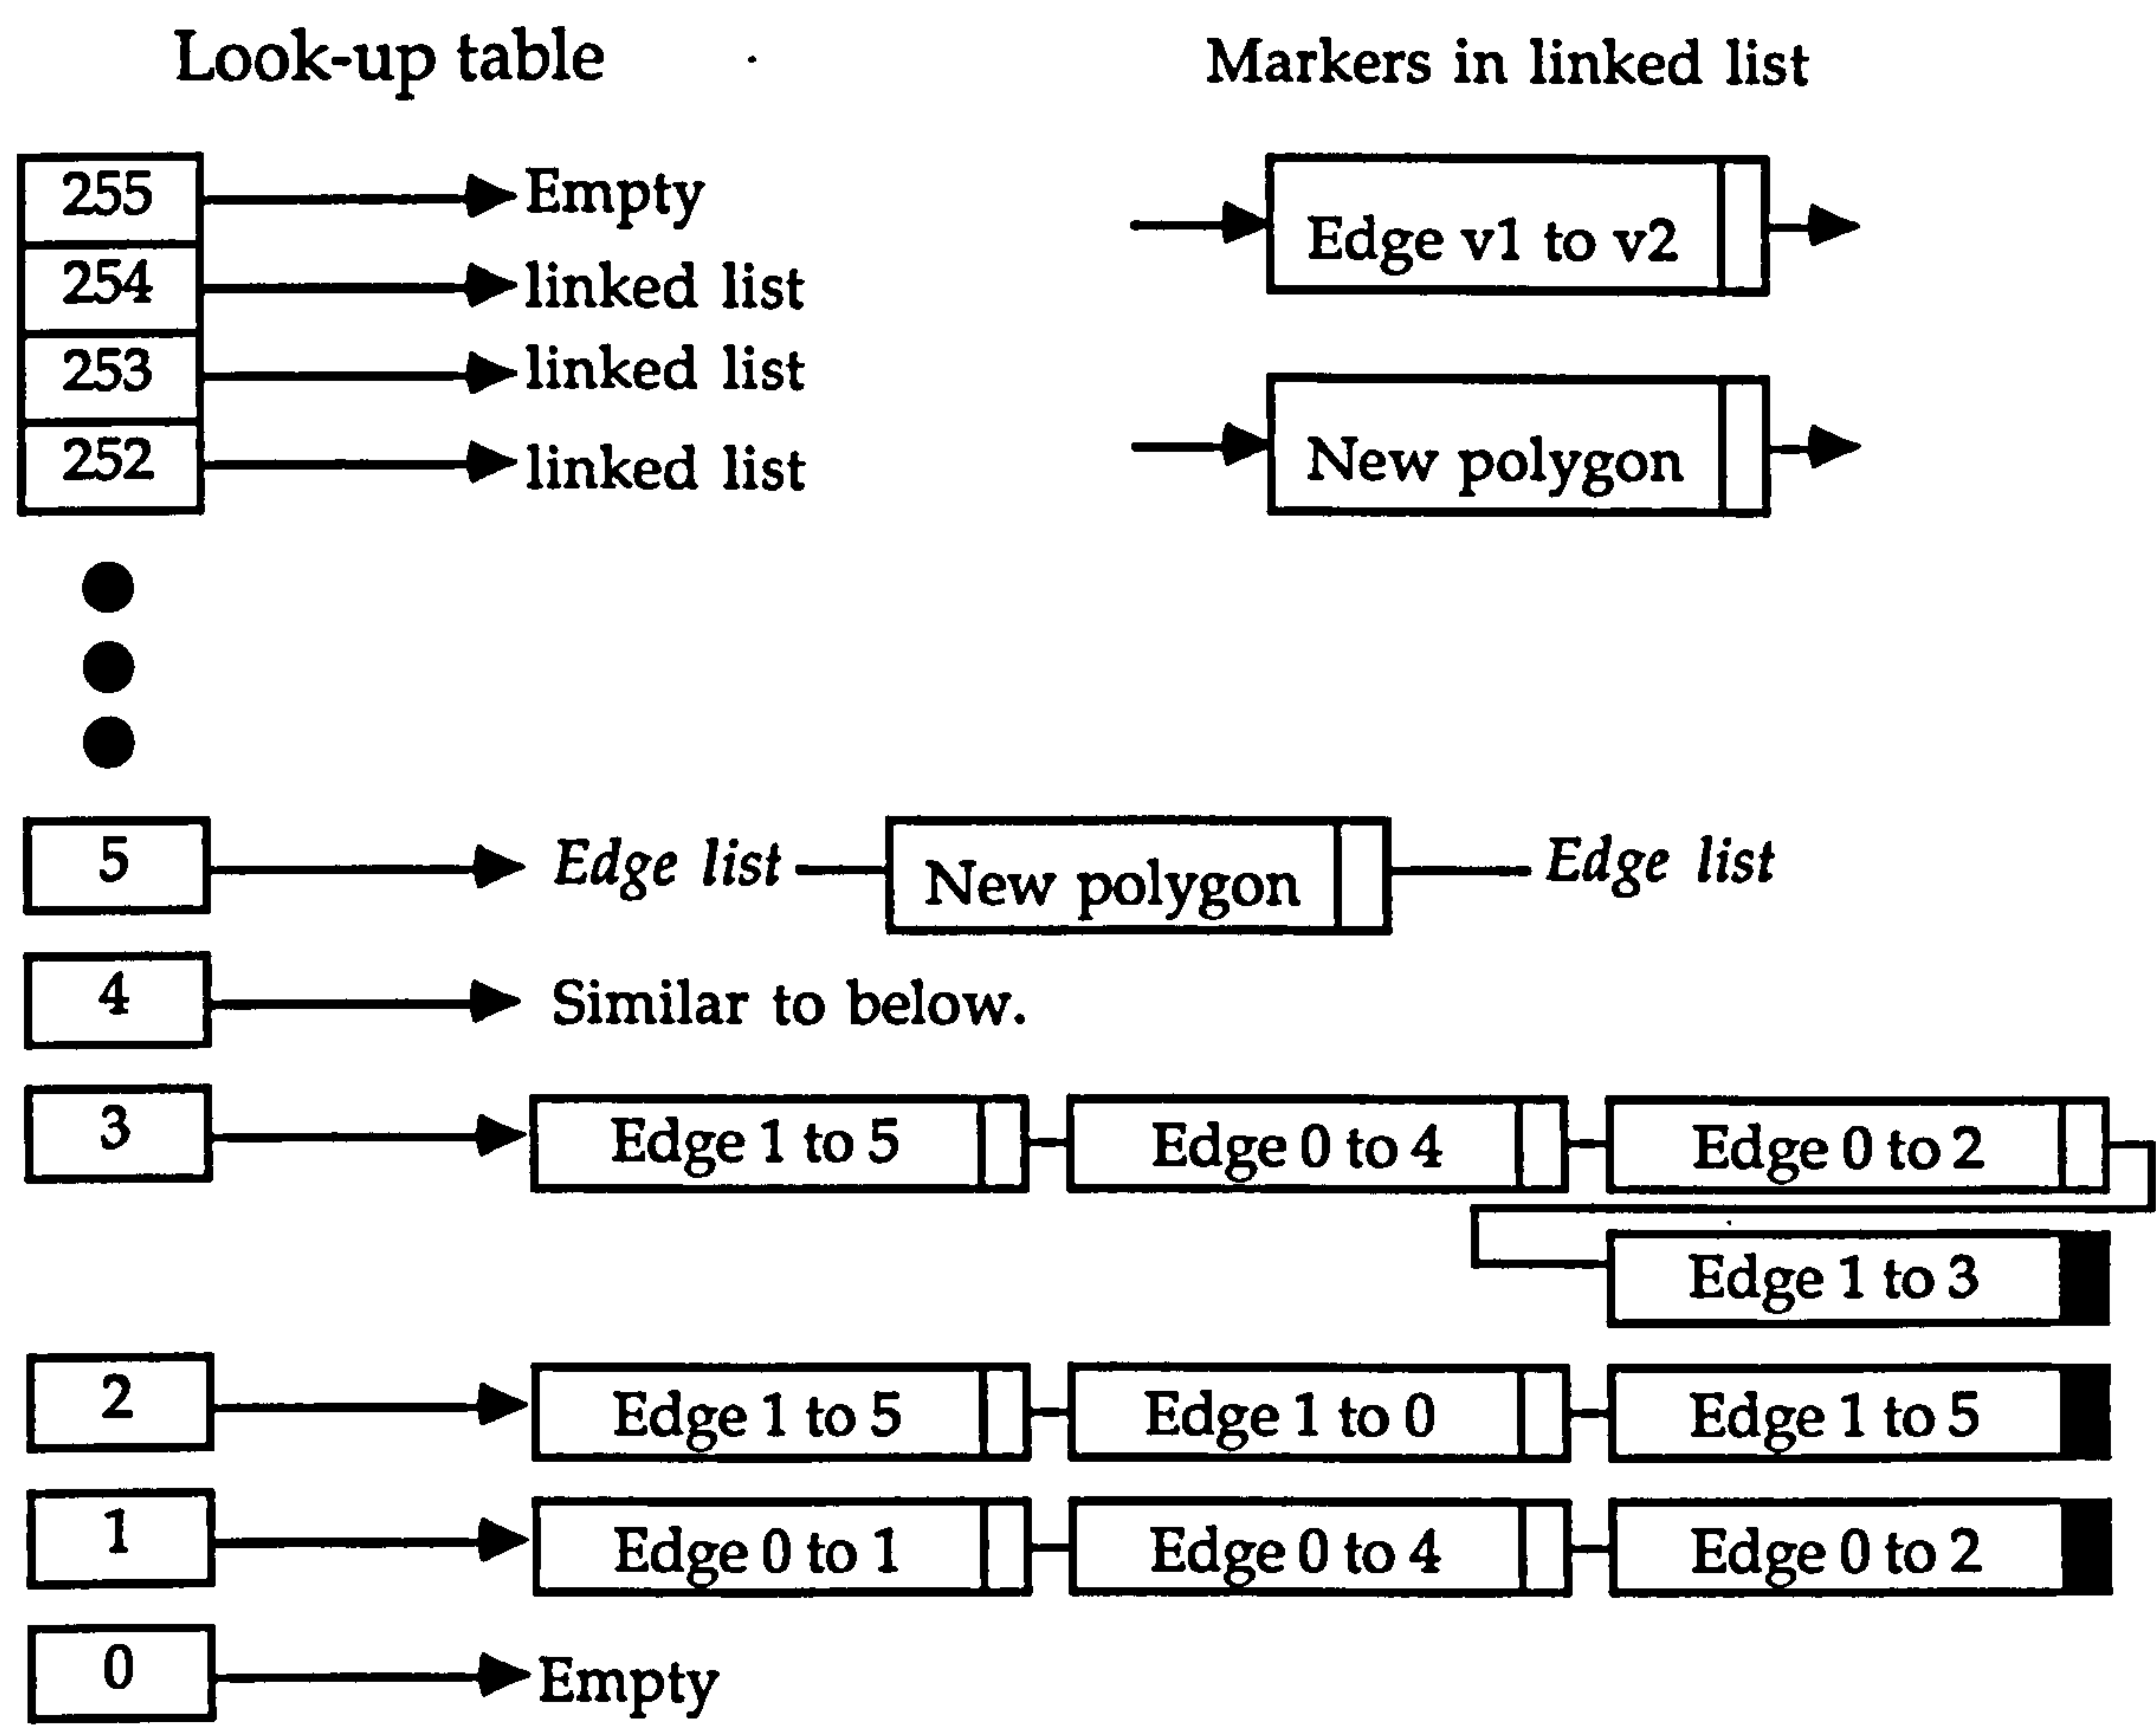 Look-up table
Markers in linked list
255
Empty
254
linked list
253
linked list
252
linked list
Edge v1 to v2
New polygon
5
Edge list
New polygon
Edge list
4
Similar to below.
3
Edge 1 to 5
Edge 0 to 4
Edge 0 to 2
Edge 1 to 3
2
Edge 1 to 5
Edge 1 to 0
Edge 1 to 5
1
Edge 0 to 1
Edge 0 to 4
Edge 0 to 2
0
Empty